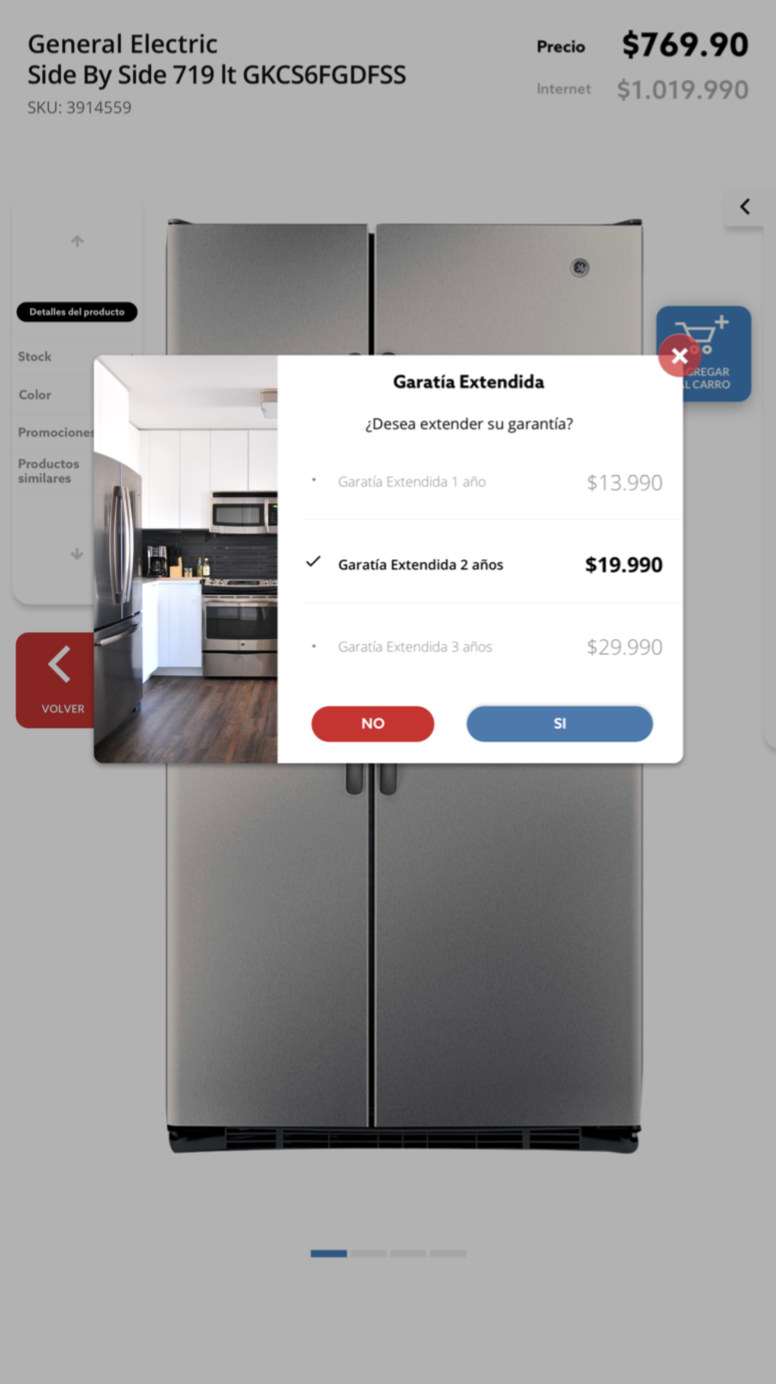 General Electric
Side By Side 719 lt GKCS6FGDFSS
SKU: 3914559
Precio $769.90
Internet $1.019.990
Detalles del producto
Stock
Color
Promociones
Productos
similares
VOLVER
GREGAR
L CARRO
Garatía Extendida
¿Desea extender su garantía?
Garatía Extendida 1 año $13.990
Garatía Extendida 2 años $19.990
Garatía Extendida 3 años $29.990
NO SI